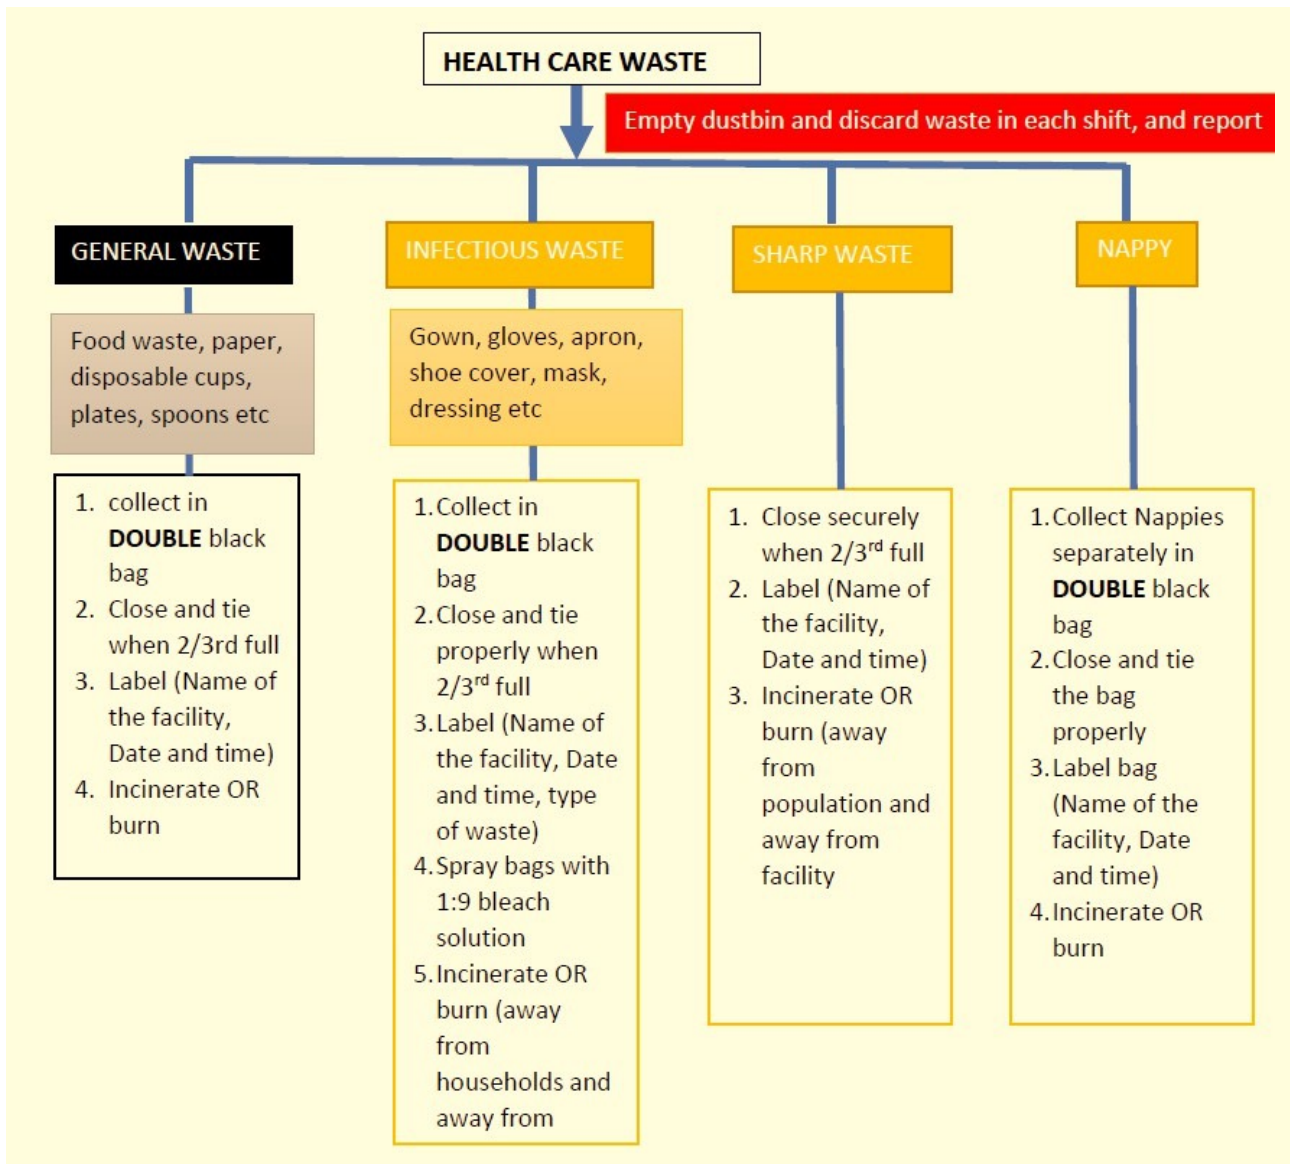 HEALTH CARE WASTE
Empty dustbin and discard waste in each shift, and report
GENERAL WASTE
Food waste, paper,
disposable cups,
plates, spoons etc
1. collect in
DOUBLE black
bag
2. Close and tie
when 2/3rd full
3. Label (Name of
the facility,
Date and time)
4. Incinerate OR
burn
INFECTIOUS WASTE
Gown, gloves, apron,
shoe cover, mask,
dressing etc
1. Collect in
DOUBLE black
bag
2. Close and tie
properly when
2/3rd full
3. Label (Name of
the facility, Date
and time, type
of waste)
4. Spray bags with
1:9 bleach
solution
5. Incinerate OR
burn (away
from
households and
away from
SHARP WASTE
1. Close securely
when 2/3rd full
2. Label (Name of
the facility,
Date and time)
3. Incinerate OR
burn (away
from
population and
away from
facility
NAPPY
1. Collect Nappies
separately in
DOUBLE black
bag
2. Close and tie
the bag
properly
3. Label bag
(Name of the
facility, Date
and time)
4. Incinerate OR
burn